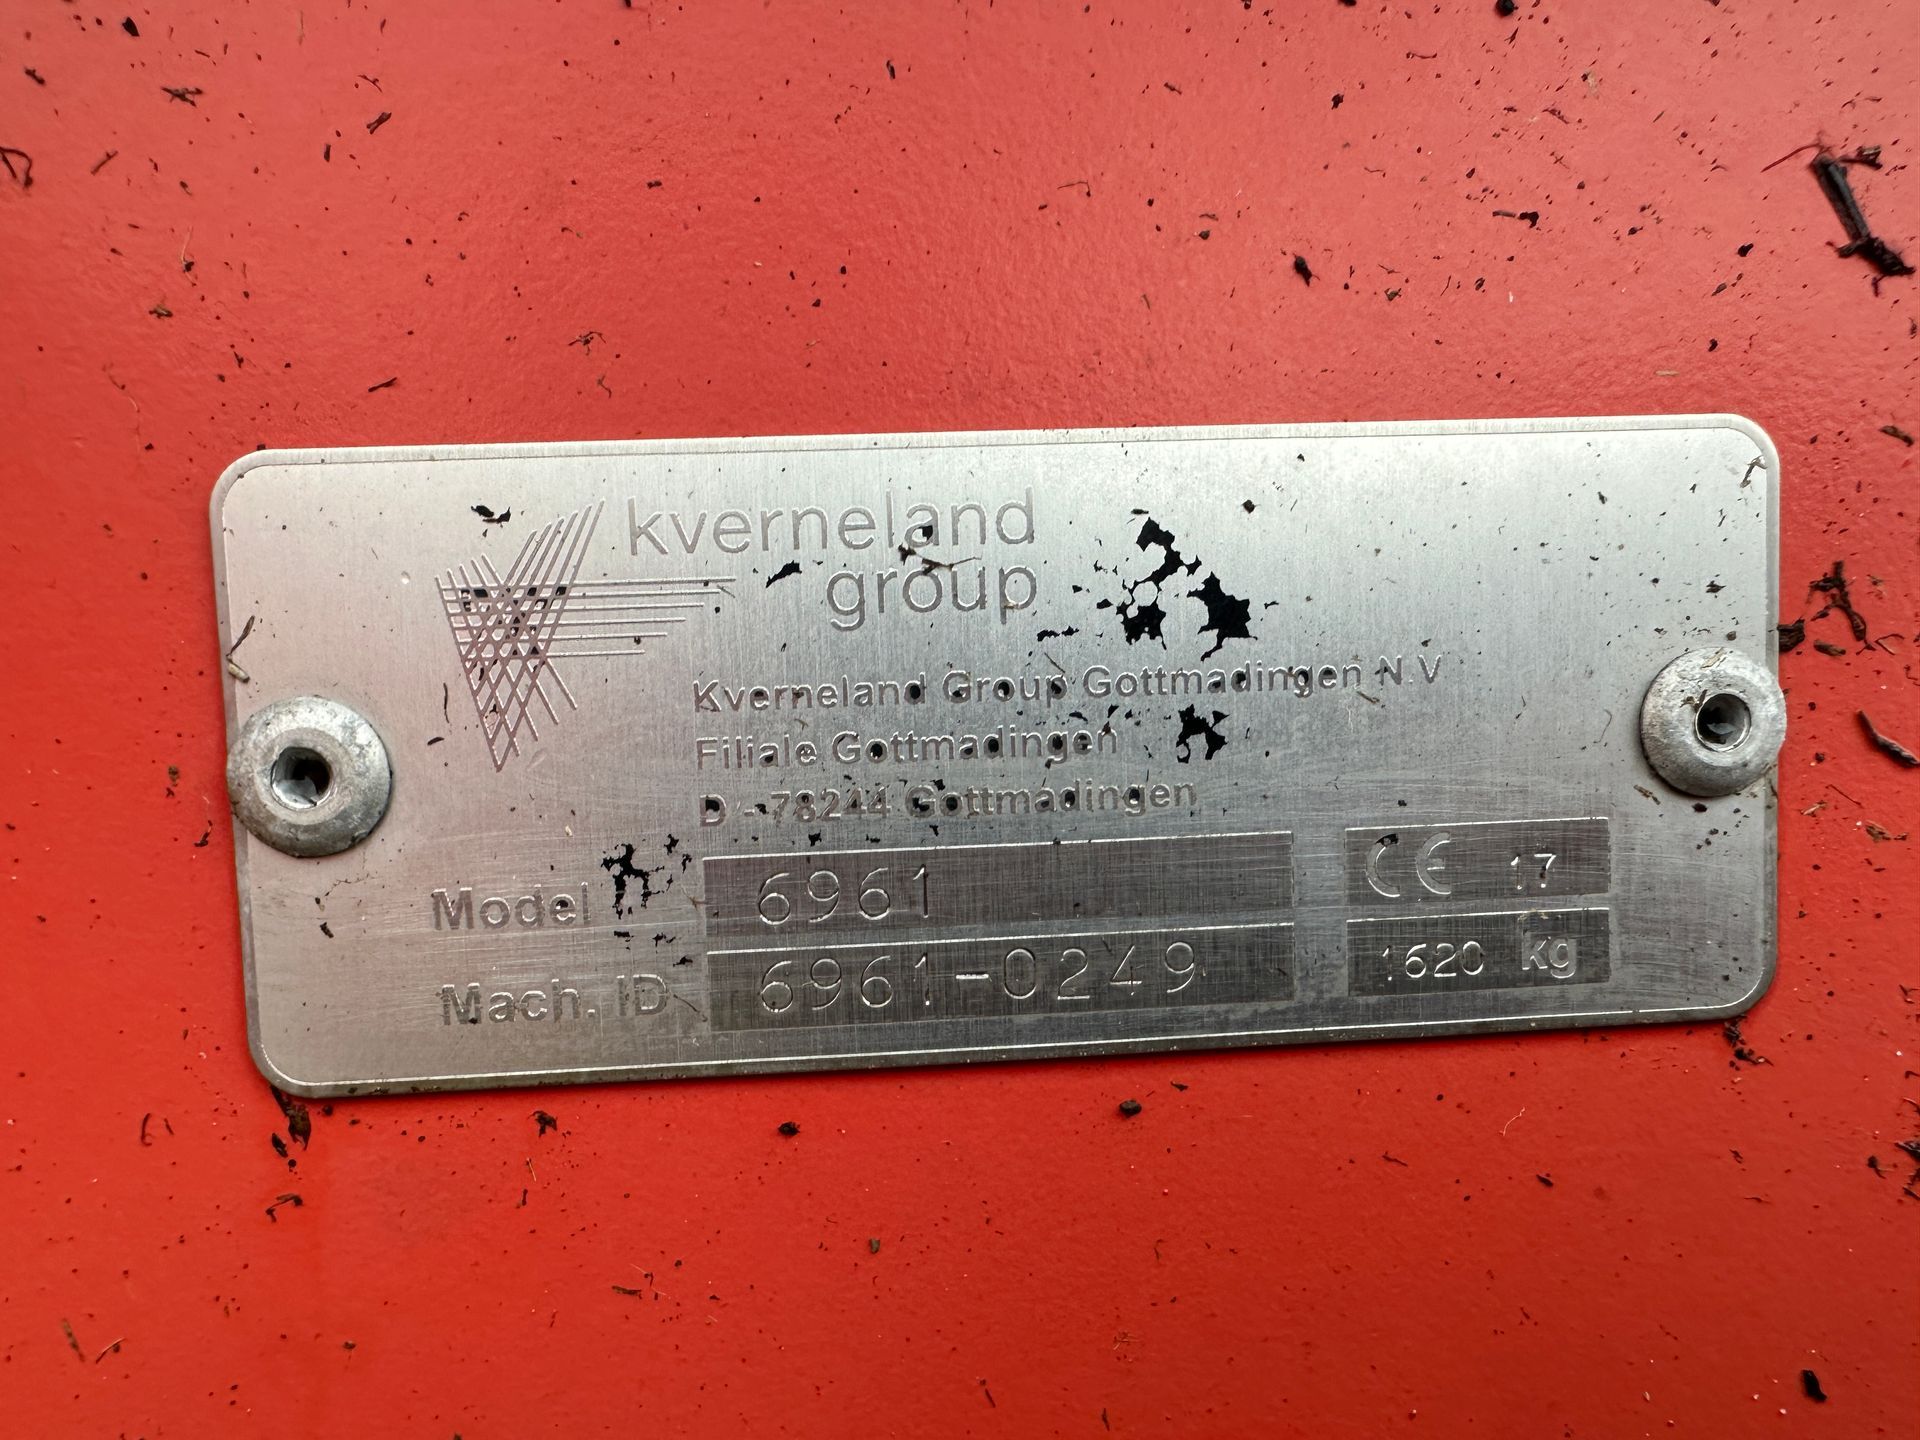 kverneland
group
Kverneland Group Gottmadingen N.V
Filiale Gottmadingen
D - 78244 Gottmadingen
Model 6961 CE 17
Mach. ID 6961-0249 1620 kg